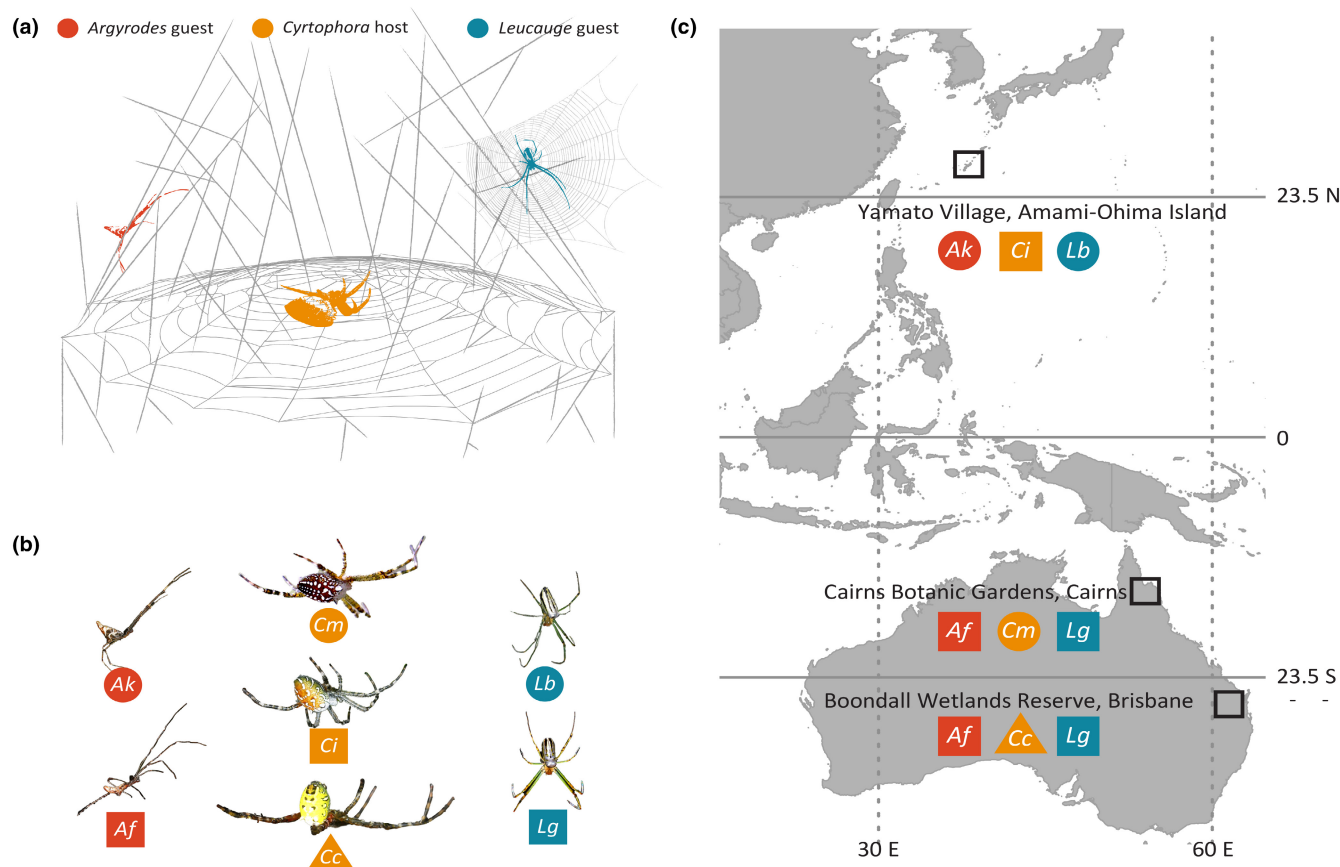 (a) Argyrodes guest Cyrtophora host Leucauge guest
(b)
Cm
Ak
Lb
Ci
Af
Lg
Cc
(c)
23.5 N
Yamato Village, Amami-Ohima Island
Ak Ci Lb
0
Cairns Botanic Gardens, Cairns
Af Cm Lg
23.5 S
Boondall Wetlands Reserve, Brisbane - -
Af Cc Lg
30 E 60 E